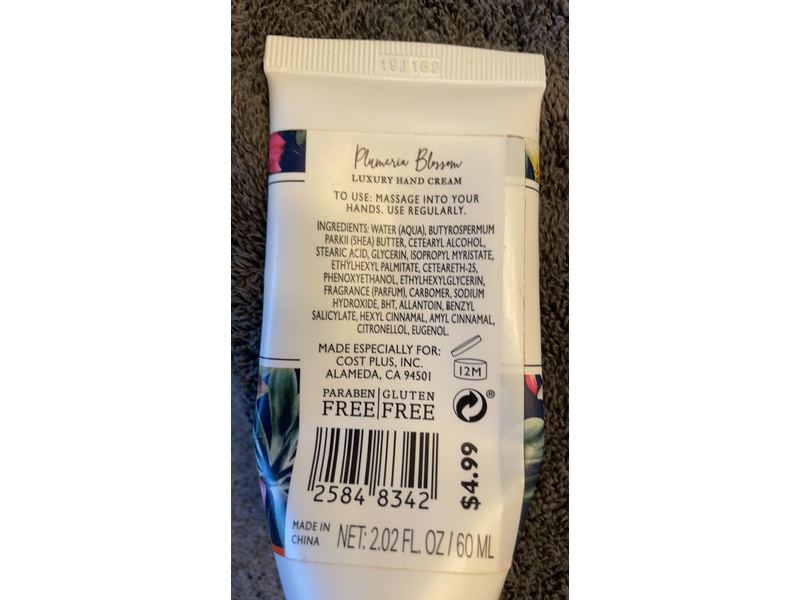 19J162
Plumeria Blossom
LUXURY HAND CREAM
TO USE: MASSAGE INTO YOUR
HANDS. USE REGULARLY.
INGREDIENTS: WATER (AQUA), BUTYROSPERMUM
PARKII (SHEA) BUTTER, CETEARYL ALCOHOL,
STEARIC ACID, GLYCERIN, ISOPROPYL MYRISTATE,
ETHYLHEXYL PALMITATE, CETEARETH-25,
PHENOXYETHANOL, ETHYLHEXYLGLYCERIN,
FRAGRANCE (PARFUM), CARBOMER, SODIUM
HYDROXIDE, BHT, ALLANTOIN, BENZYL
SALICYLATE, HEXYL CINNAMAL, AMYL CINNAMAL,
CITRONELLOL, EUGENOL.
MADE ESPECIALLY FOR:
COST PLUS, INC.
ALAMEDA, CA 94501
12M
PARABEN GLUTEN
FREE FREE
®
2584 8342
$4.99
MADE IN
CHINA
NET: 2.02 FL. OZ / 60 ML